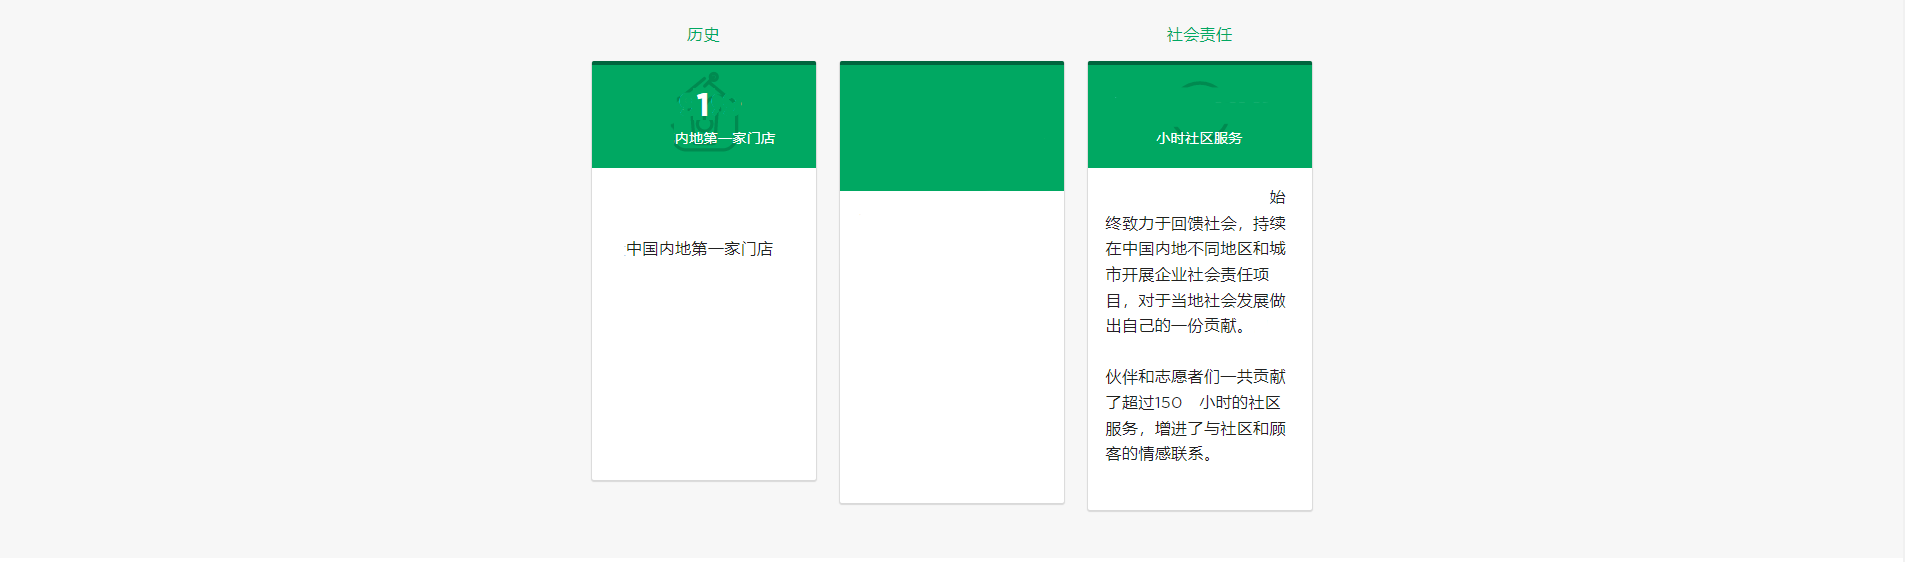 历史
1
内地第一家门店
中国内地第一家门店
社会责任
小时社区服务
始
终致力于回馈社会，持续
在中国内地不同地区和城
市开展企业社会责任项
目，对于当地社会发展做
出自己的一份贡献。
伙伴和志愿者们一共贡献
了超过150 小时的社区
服务，增进了与社区和顾
客的情感联系。